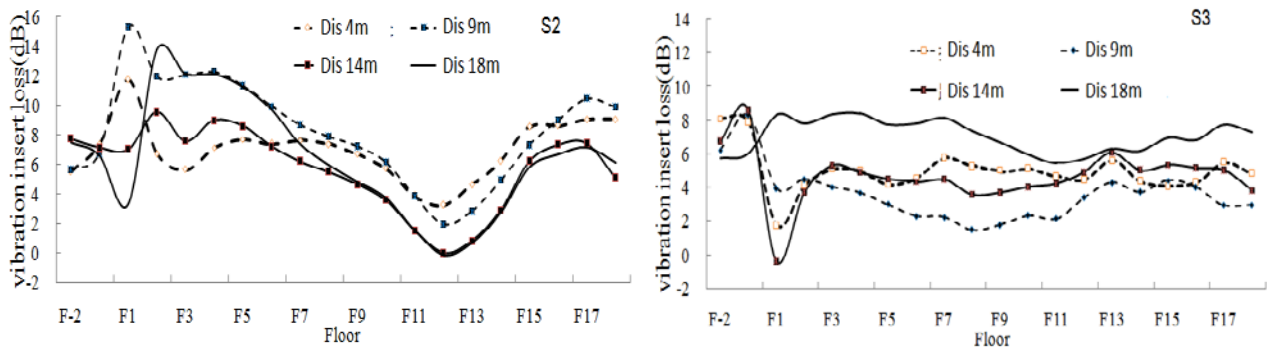 vibration insert loss(dB)
16
14
12
10
8
6
4
2
0
-2
S2
Dis 4m
Dis 9m
Dis 14m
Dis 18m
F-2 F1 F3 F5 F7 F9 F11 F13 F15 F17
Floor
vibration insert loss(dB)
14
12
10
8
6
4
2
0
-2
S3
Dis 4m
Dis 9m
Dis 14m
Dis 18m
F-2 F1 F3 F5 F7 F9 F11 F13 F15 F17
Floor